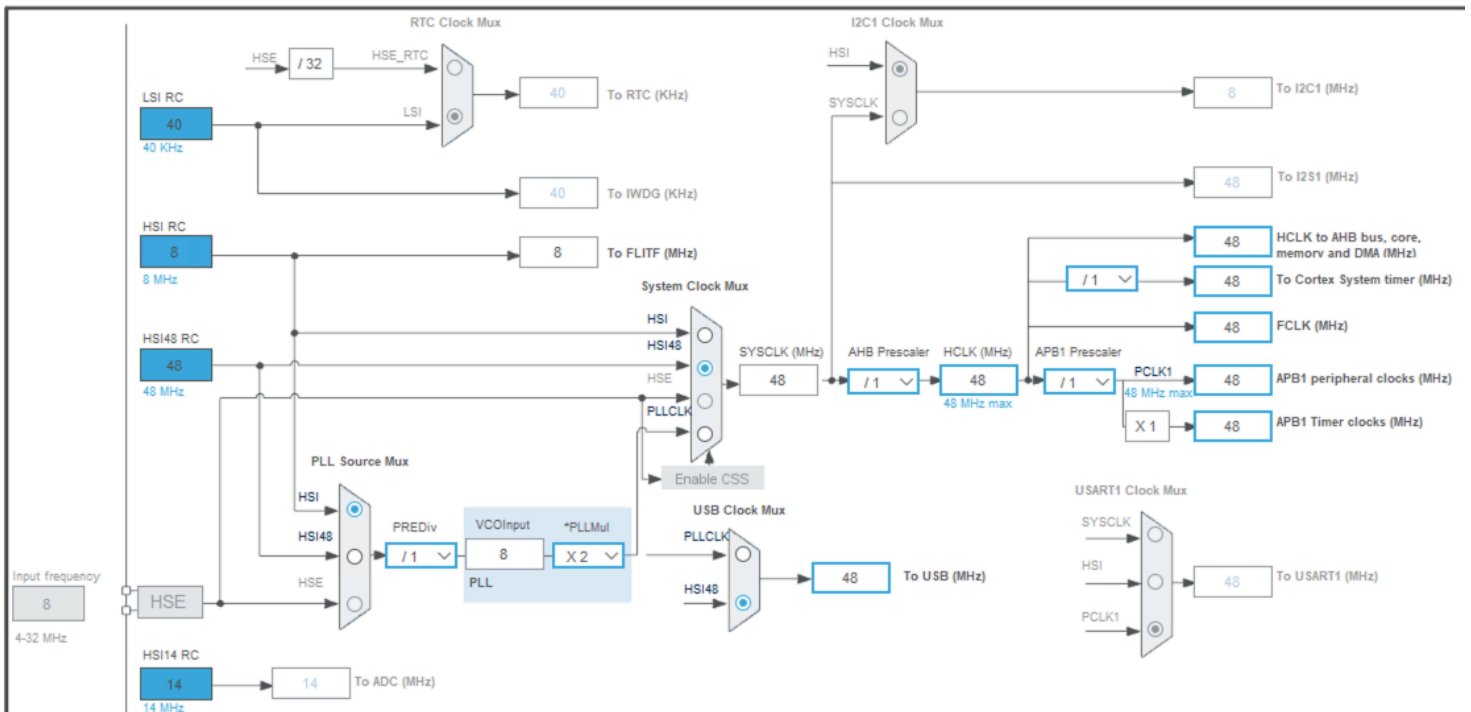 RTC Clock Mux
HSE
/ 32
HSE_RTC
40
To RTC (KHz)
LSI RC
40
40 KHz
LSI
40
To IWDG (KHz)
I2C1 Clock Mux
HSI
SYSCLK
8
To I2C1 (MHz)
48
To I2S1 (MHz)
HSI RC
8
8 MHz
8
To FLITF (MHz)
System Clock Mux
HSI
HSI48
HSE
PLLCLK
HSI48 RC
48
48 MHz
SYSCLK (MHz)
48
AHB Prescaler
/ 1
HCLK (MHz)
48
48 MHz max
APB1 Prescaler
/ 1
48
HCLK to AHB bus, core,
memory and DMA (MHz)
/ 1
48
To Cortex System timer (MHz)
48
FCLK (MHz)
PCLK1
48 MHz max
48
APB1 peripheral clocks (MHz)
X 1
48
APB1 Timer clocks (MHz)
Enable CSS
PLL Source Mux
HSI
HSI48
HSE
PREDiv
/ 1
VCOInput
8
PLL
*PLLMul
X 2
USB Clock Mux
PLLCLK
HSI48
48
To USB (MHz)
USART1 Clock Mux
SYSCLK
HSI
PCLK1
48
To USART1 (MHz)
Input frequency
8
4-32 MHz
HSE
HSI14 RC
14
14 MHz
14
To ADC (MHz)